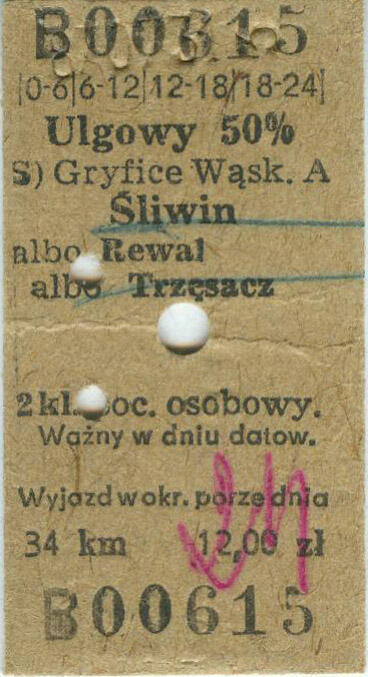 B00615
|0-6|6-12|12-18|18-24|
Ulgowy 50%
S) Gryfice Wąsk. A
Śliwin
albo Rewal
albo Trzęsacz
2 kl. poc. osobowy.
Ważny w dniu datow.
Wyjazd w okr. porze dnia
34 km 12,00 zł
B00615